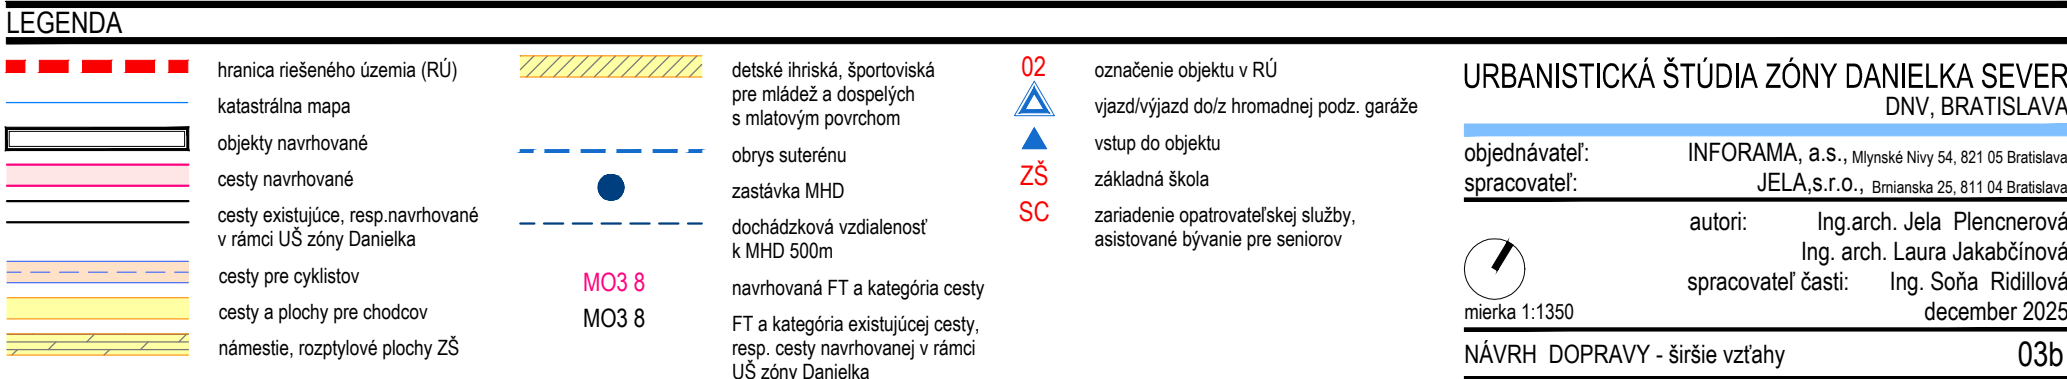 LEGENDA
hranica riešeného územia (RÚ)
katastrálna mapa
objekty navrhované
cesty navrhované
cesty existujúce, resp.navrhované
v rámci UŠ zóny Danielka
cesty pre cyklistov
cesty a plochy pre chodcov
námestie, rozptylové plochy ZŠ
detské ihriská, športoviská
pre mládež a dospelých
s mlatovým povrchom
obrys suterénu
zastávka MHD
dochádzková vzdialenosť
k MHD 500m
MO3 8 navrhovaná FT a kategória cesty
MO3 8 FT a kategória existujúcej cesty,
resp. cesty navrhovanej v rámci
UŠ zóny Danielka
02 označenie objektu v RÚ
vjazd/výjazd do/z hromadnej podz. garáže
vstup do objektu
ZŠ základná škola
SC zariadenie opatrovateľskej služby,
asistované bývanie pre seniorov
URBANISTICKÁ ŠTÚDIA ZÓNY DANIELKA SEVER
DNV, BRATISLAVA
objednávateľ: INFORAMA, a.s., Mlynské Nivy 54, 821 05 Bratislava
spracovateľ: JELA,s.r.o., Brnianska 25, 811 04 Bratislava
autori: Ing.arch. Jela Plencnerová
Ing. arch. Laura Jakabčínová
spracovateľ časti: Ing. Soňa Ridillová
mierka 1:1350 december 2025
NÁVRH DOPRAVY - širšie vzťahy 03b